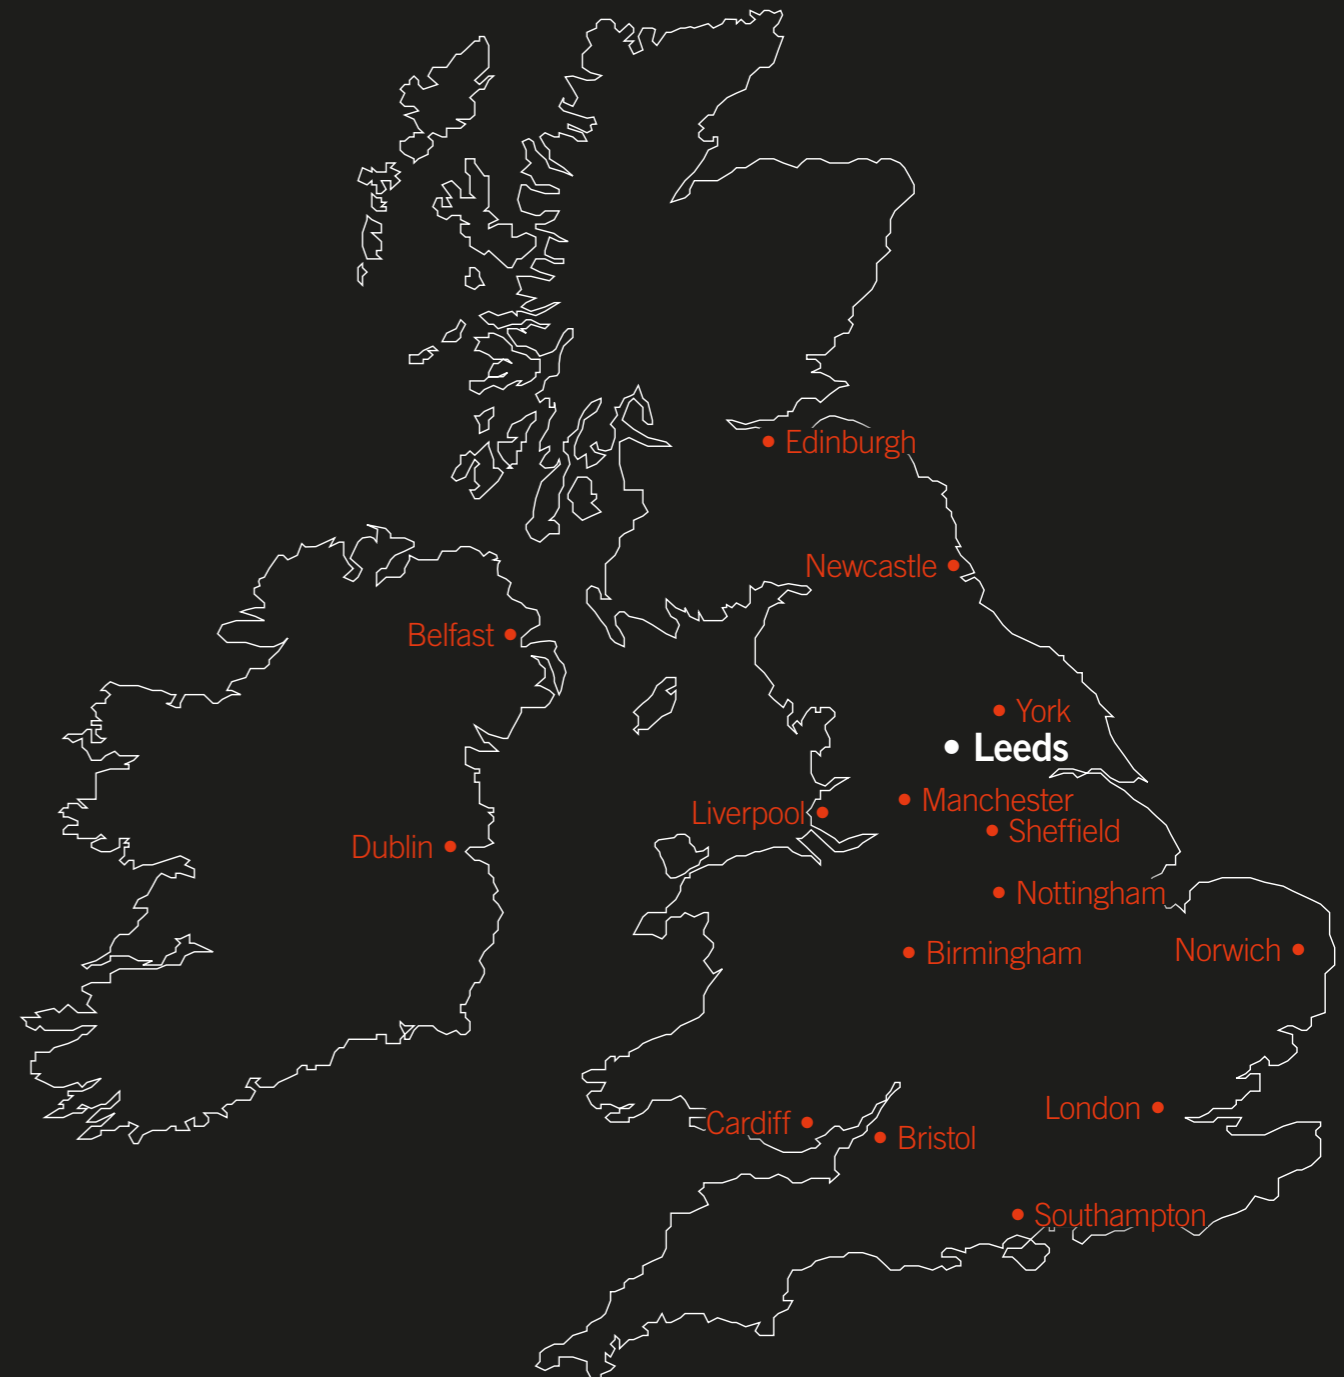 Edinburgh
Newcastle
Belfast
York
Leeds
Manchester
Liverpool
Sheffield
Dublin
Nottingham
Norwich
Birmingham
London
Cardiff
Bristol
Southampton